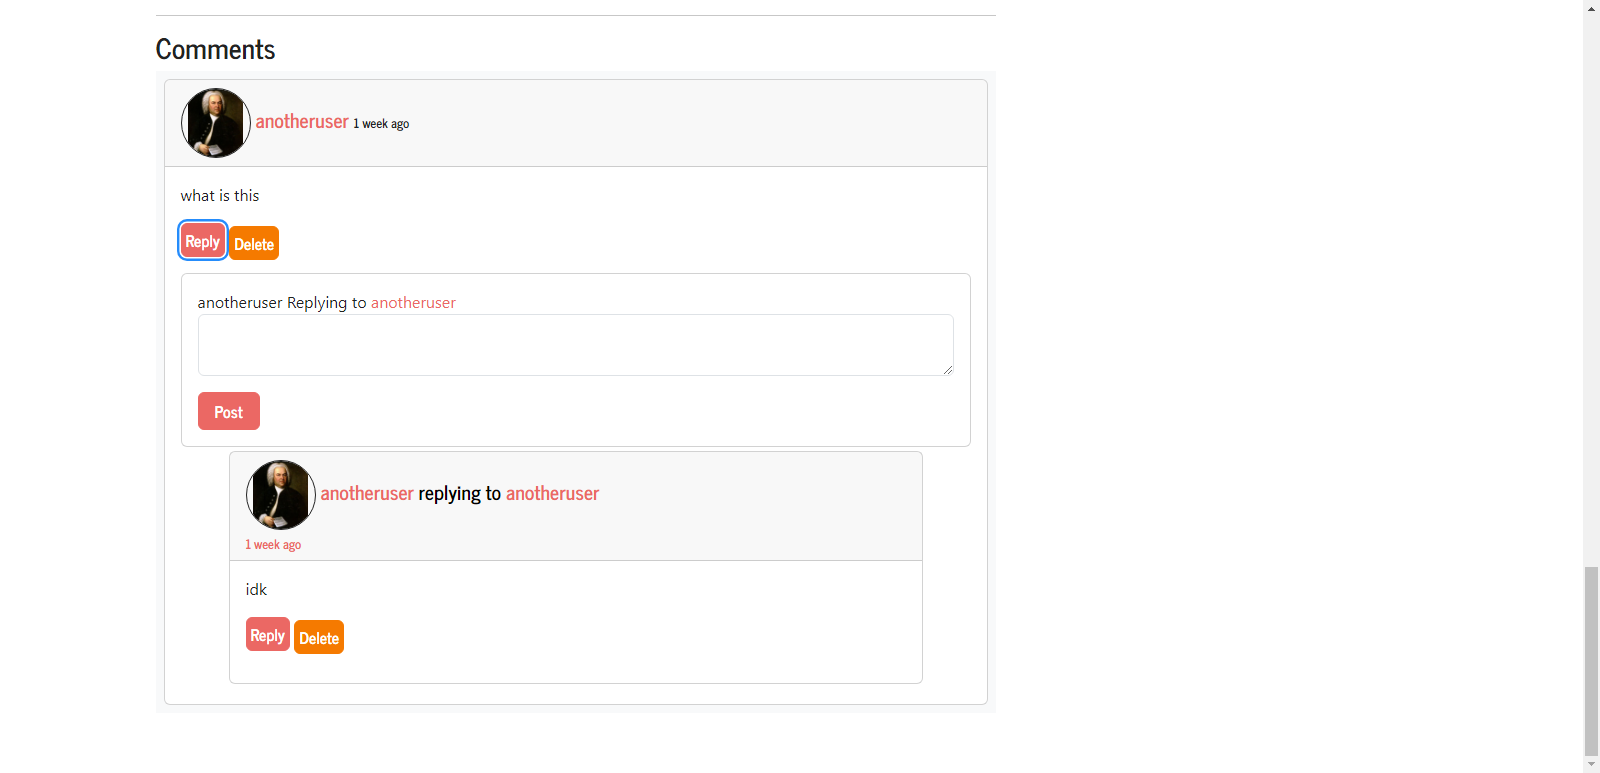 Comments
anotheruser 1 week ago
what is this
Reply Delete
anotheruser Replying to anotheruser
Post
anotheruser replying to anotheruser
1 week ago
idk
Reply Delete